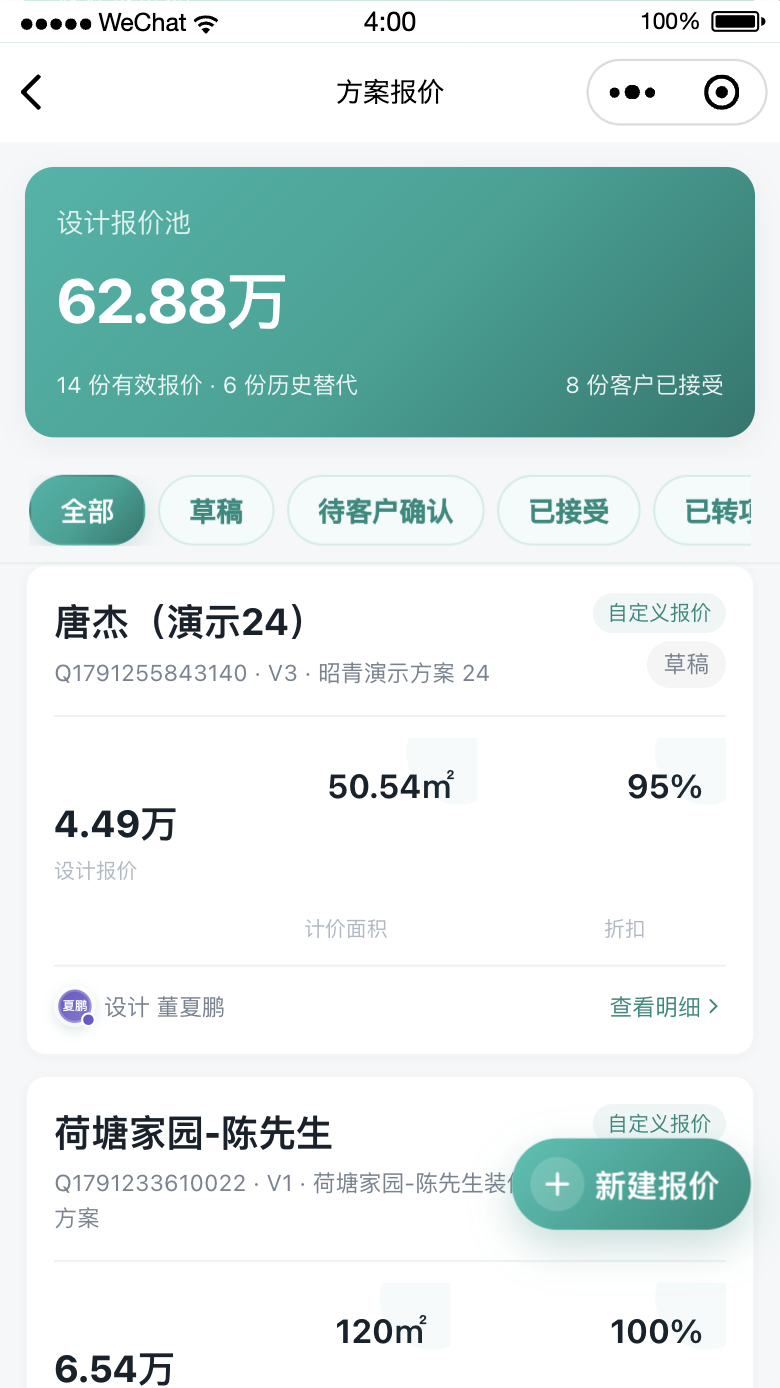 WeChat 4:00 100%
方案报价
设计报价池
62.88万
14 份有效报价 · 6 份历史替代 8 份客户已接受
全部 草稿 待客户确认 已接受 已转项
唐杰（演示24） 自定义报价
Q1791255843140 · V3 · 昭青演示方案 24 草稿
50.54㎡ 95%
4.49万
设计报价
计价面积 折扣
夏鹏 设计 董夏鹏 查看明细
荷塘家园-陈先生 自定义报价
Q1791233610022 · V1 · 荷塘家园-陈先生装修
方案
新建报价
120㎡ 100%
6.54万